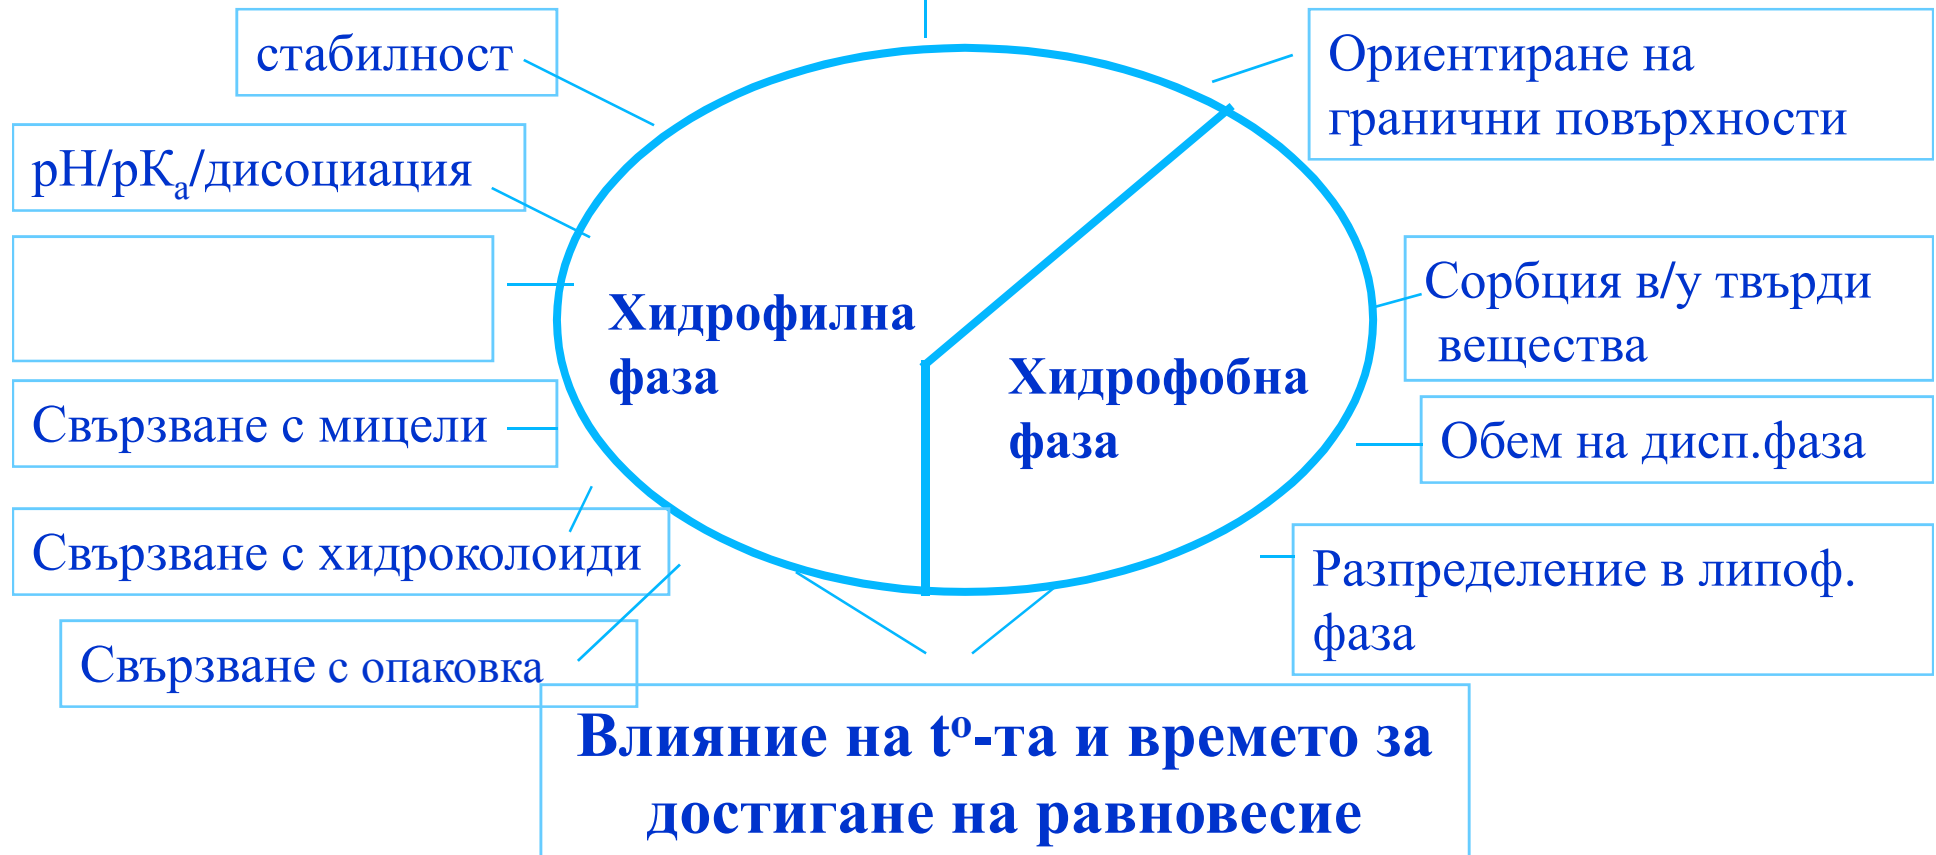 стабилност
pH/pKa/дисоциация
Свързване с мицели
Свързване с хидроколоиди
Свързване с опаковка
Хидрофилна
фаза
Хидрофобна
фаза
Ориентиране на
гранични повърхности
Сорбция в/у твърди
вещества
Обем на дисп.фаза
Разпределение в липоф.
фаза
Влияние на tº-та и времето за
достигане на равновесие